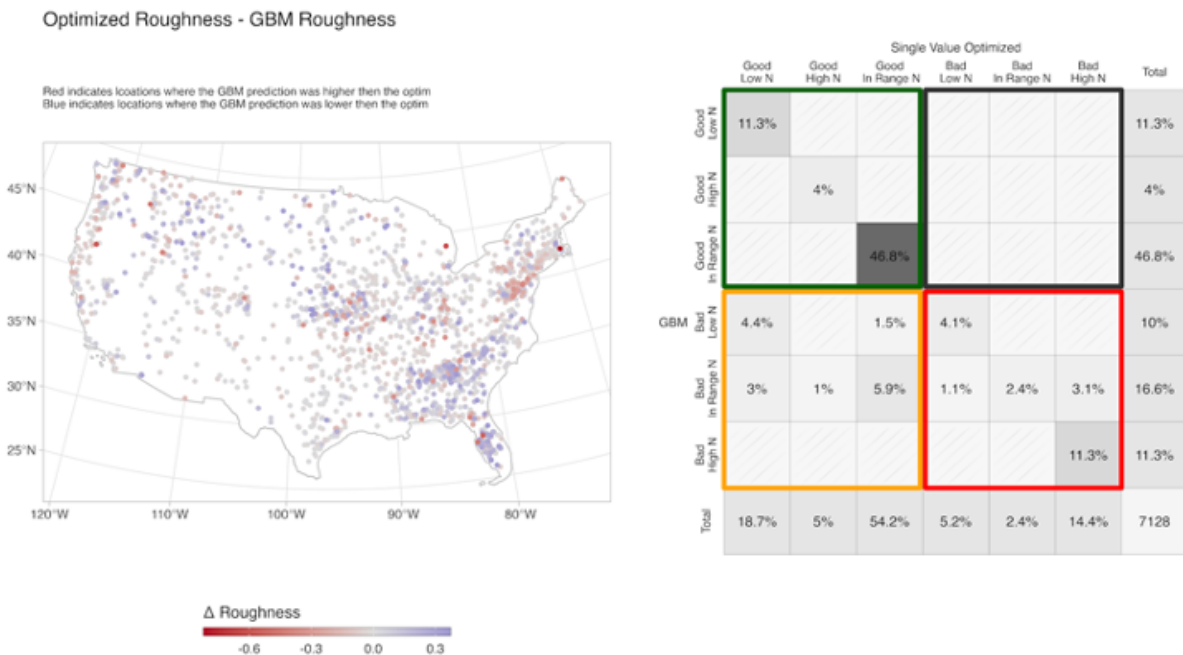 Optimized Roughness - GBM Roughness
Red indicates lcoations where the GBM prediction was higher then the optim
Blue indicates locations where the GBM prediction was lower then the optim
45°N
40°N
35°N
30°N
25°N
120°W 110°W 100°W 90°W 80°W
Δ Roughness
-0.6 -0.3 0.0 0.3
Single Value Optimized
Good Low N
Good High N
Good In Range N
Bad Low N
Bad In Range N
Bad High N
Total
GBM
Good Low N 11.3% 11.3%
Good High N 4% 4%
Good In Range N 46.8% 46.8%
Bad Low N 4.4% 1.5% 4.1% 10%
Bad In Range N 3% 1% 5.9% 1.1% 2.4% 3.1% 16.6%
Bad High N 11.3% 11.3%
Total 18.7% 5% 54.2% 5.2% 2.4% 14.4% 7128